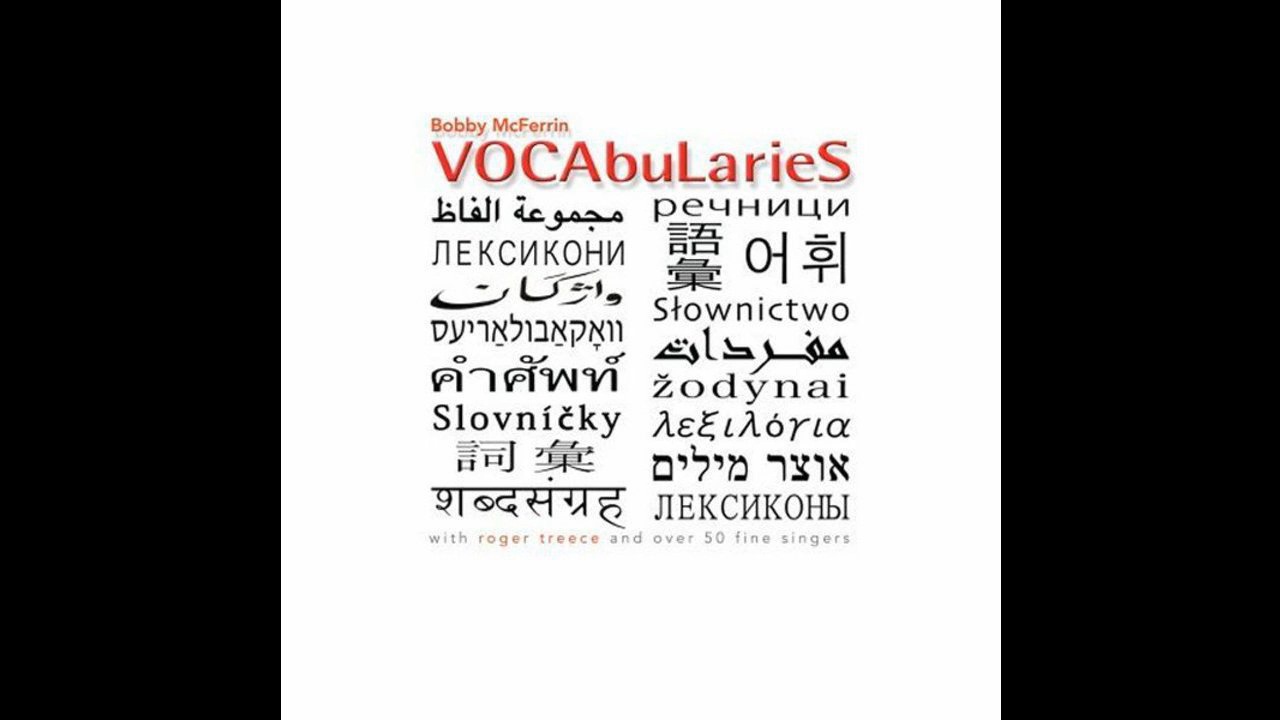 Bobby McFerrin
VOCAbuLarieS
مجموعة الفاظ
ЛЕКСИКОНИ
واژگان
וואָקאַבולאַריעס
คำศัพท์
Slovníčky
詞彙
शब्दसंग्रह
речници
語彙
어휘
Słownictwo
مفردات
žodynai
λεξιλόγια
אוצר מילים
ЛЕКСИКОНЫ
with roger treece and over 50 fine singers